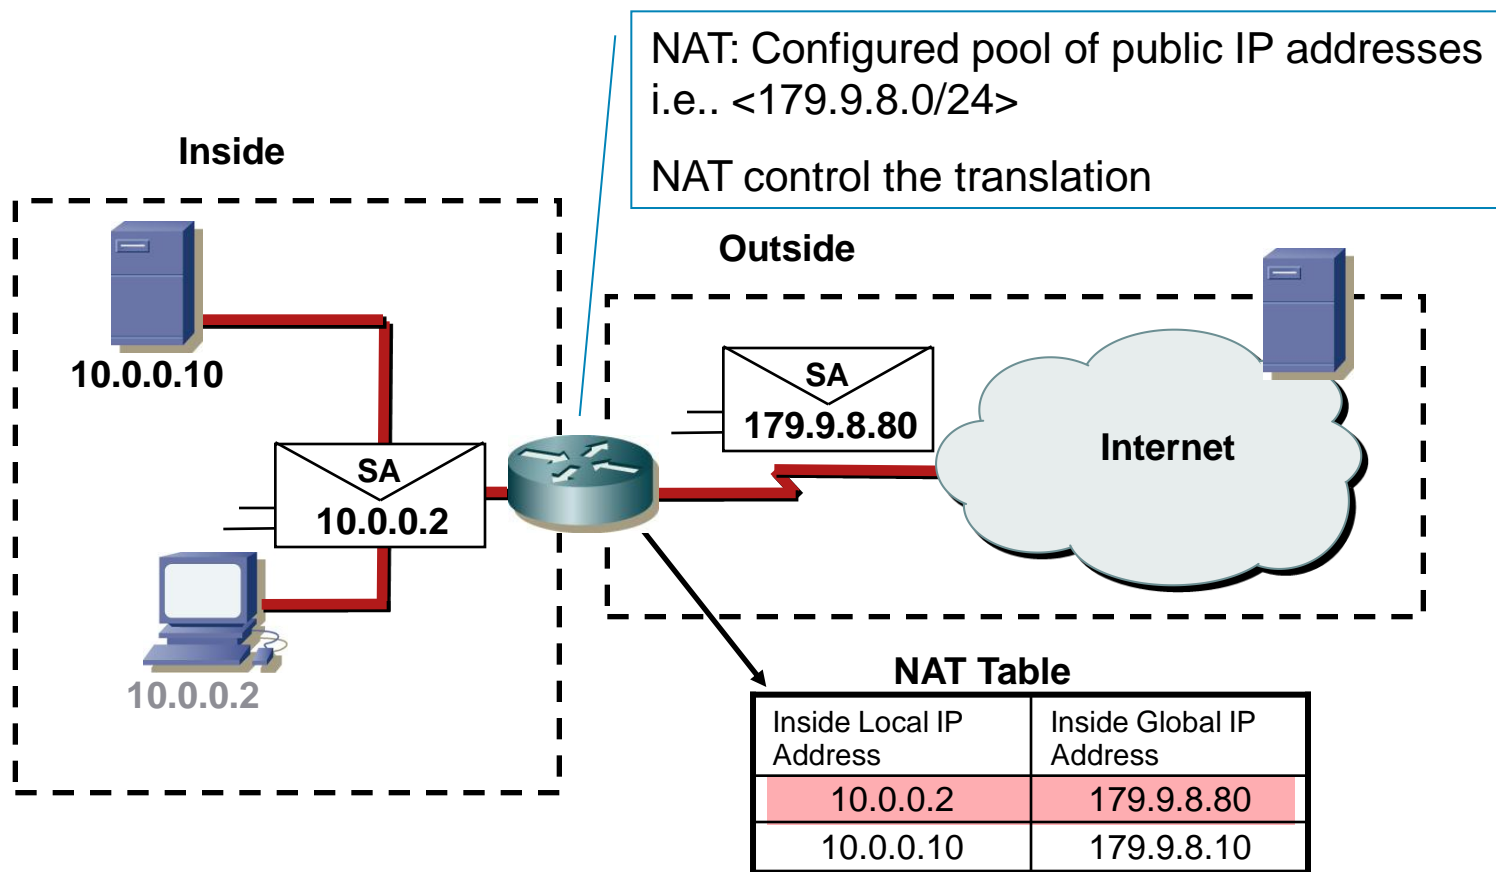 NAT: Configured pool of public IP addresses
i.e.. <179.9.8.0/24>
NAT control the translation
Inside
Outside
10.0.0.10
SA
179.9.8.80
Internet
SA
10.0.0.2
10.0.0.2
NAT Table
Inside Local IP Address
Inside Global IP Address
10.0.0.2 179.9.8.80
10.0.0.10 179.9.8.10